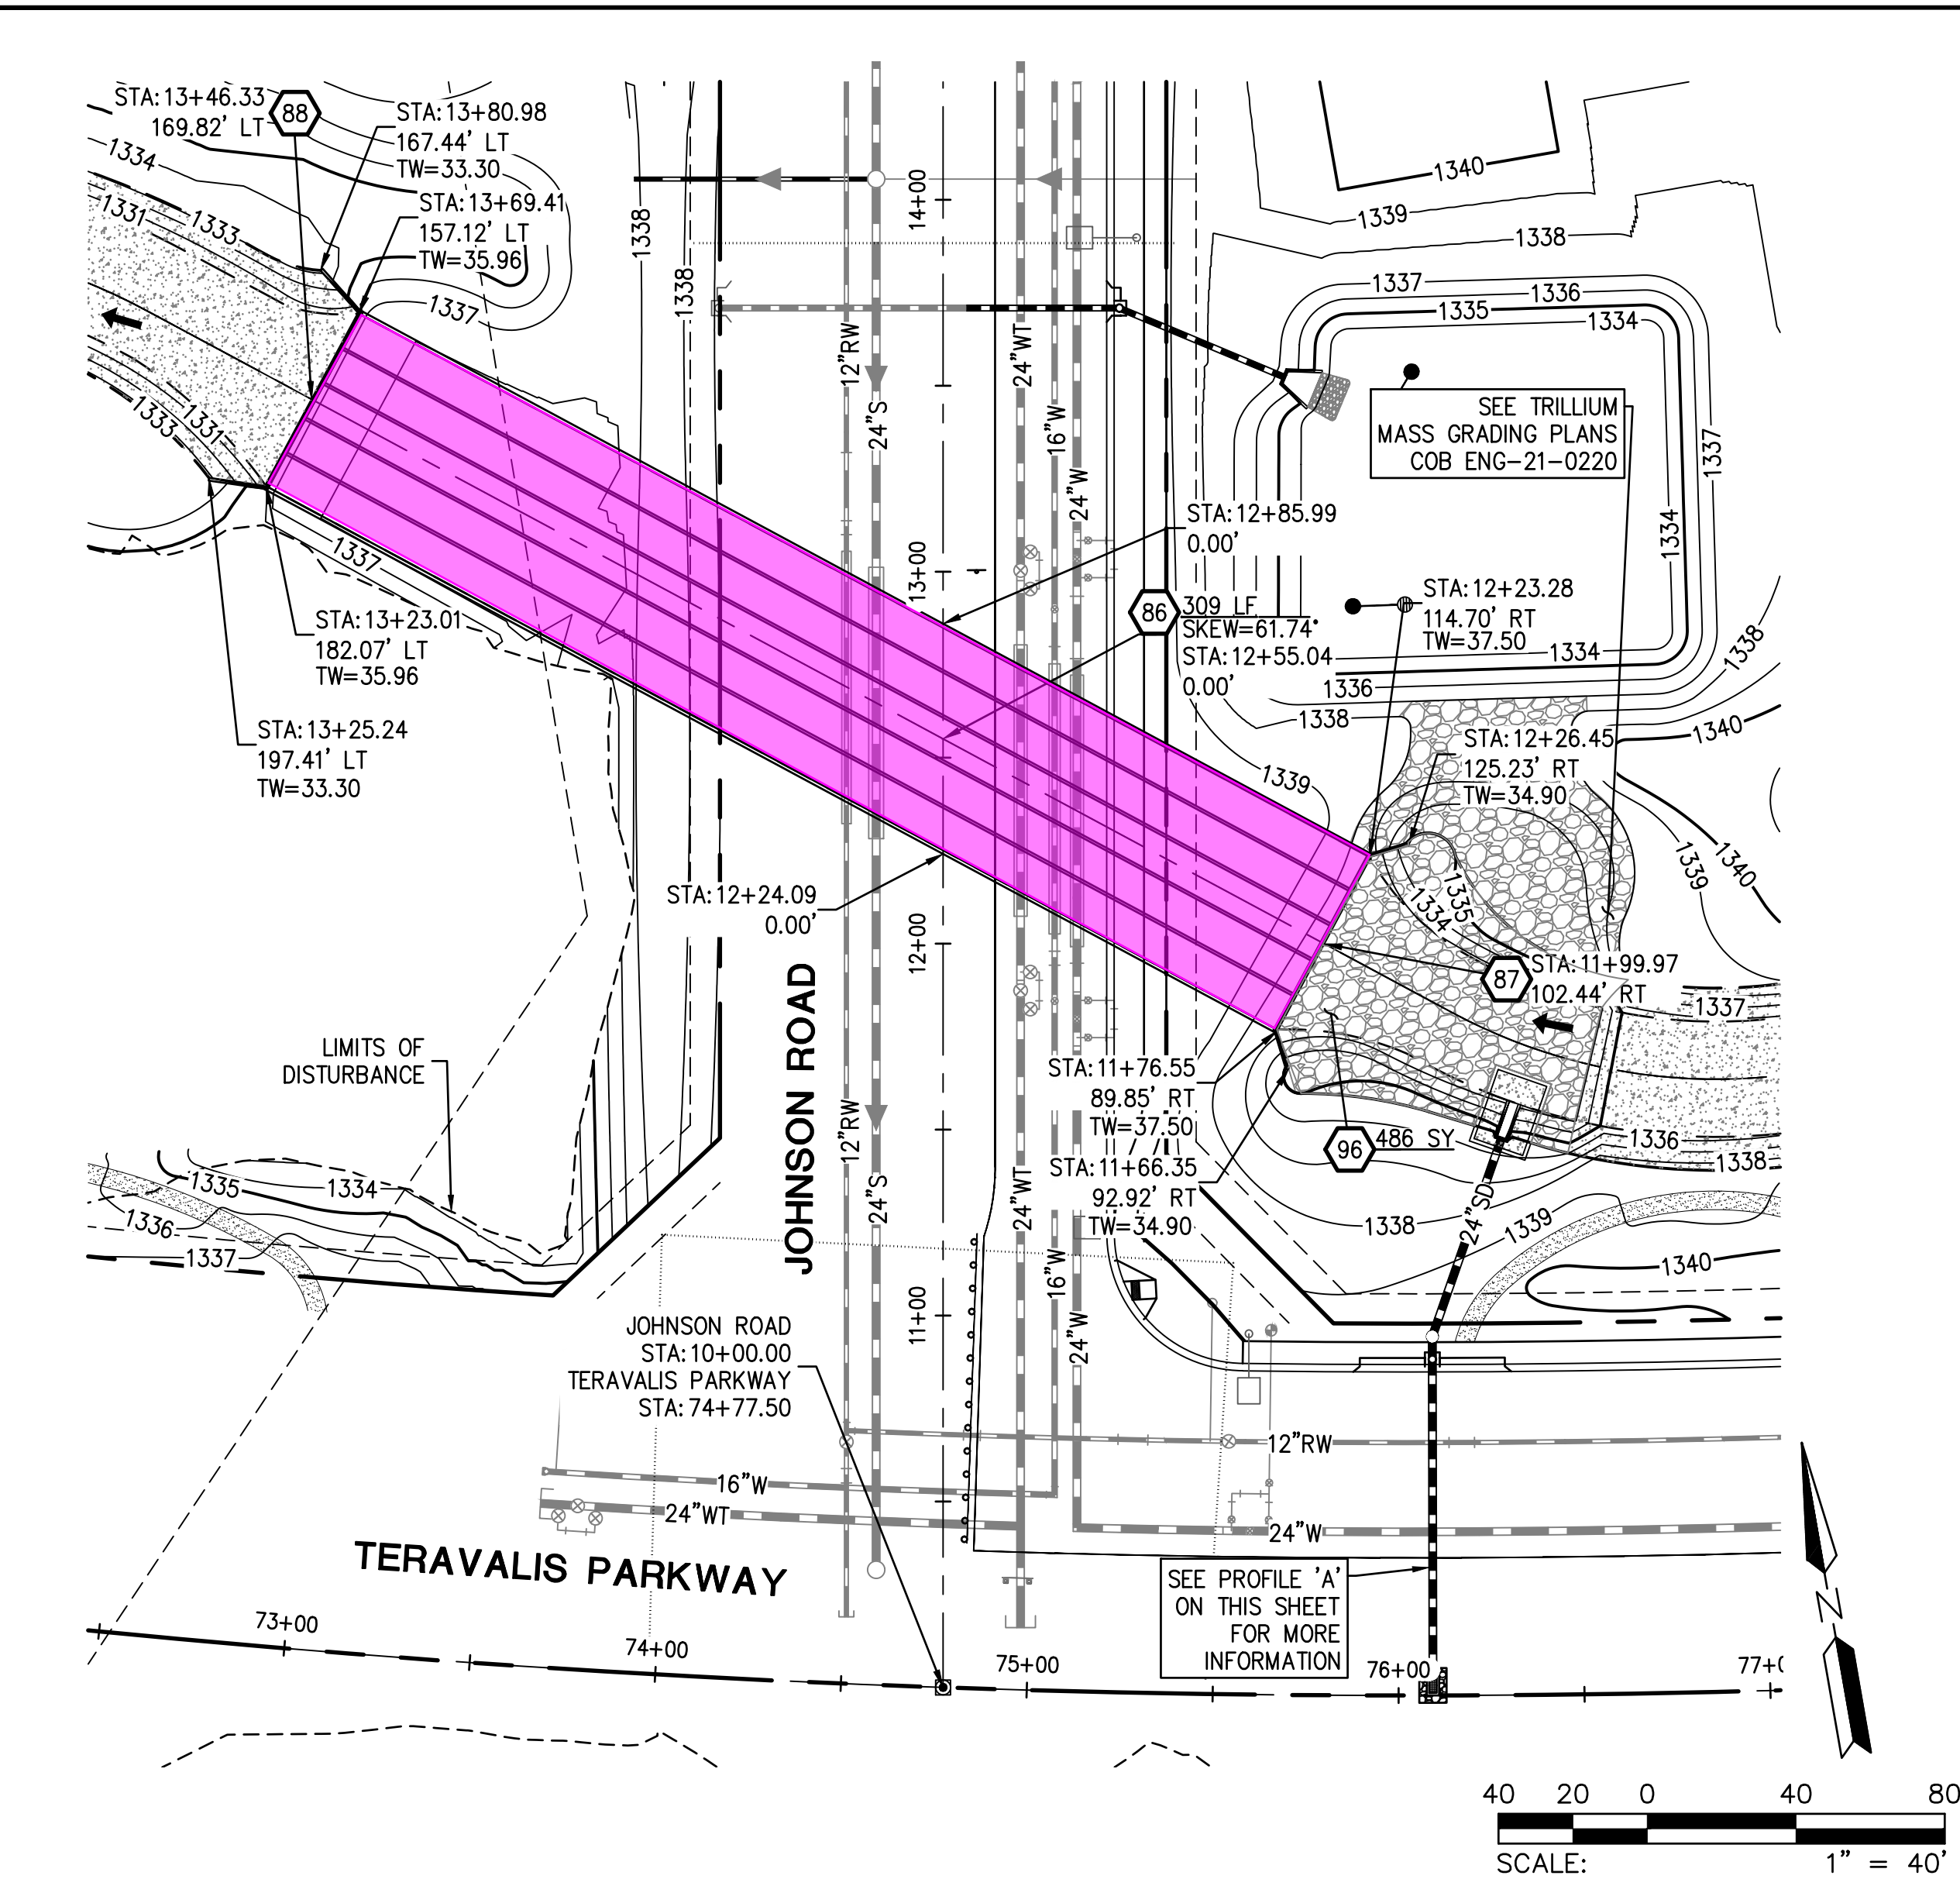 STA:13+46.33
169.82' LT
88
STA:13+80.98
167.44' LT
TW=33.30
STA:13+69.41
157.12' LT
TW=35.96
1334
1331
1333
1337
1333
1331
1337
1338
1338
14+00
12"RW
24"S
24"WT
16"W
24"W
13+00
1340
1339
1338
1337
1336
1335
1334
1337
1334
SEE TRILLIUM
MASS GRADING PLANS
COB ENG-21-0220
STA:12+85.99
0.00'
86
309 LF
SKEW=61.74°
STA:12+55.04
0.00'
STA:12+23.28
114.70' RT
TW=37.50
1334
1336
1338
1338
1340
STA:12+26.45
125.23' RT
TW=34.90
1339
1339
1340
1335
1334
STA:13+23.01
182.07' LT
TW=35.96
STA:13+25.24
197.41' LT
TW=33.30
STA:12+24.09
0.00'
12+00
87
STA:11+99.97
102.44' RT
1337
JOHNSON ROAD
LIMITS OF
DISTURBANCE
STA:11+76.55
89.85' RT
TW=37.50
STA:11+66.35
92.92' RT
TW=34.90
96
486 SY
1336
1338
1338
1339
1340
24"SD
1335
1334
1336
1337
12"RW
24"S
24"WT
16"W
24"W
11+00
JOHNSON ROAD
STA:10+00.00
TERAVALIS PARKWAY
STA:74+77.50
12"RW
16"W
24"WT
24"W
TERAVALIS PARKWAY
SEE PROFILE 'A'
ON THIS SHEET
FOR MORE
INFORMATION
73+00
74+00
75+00
76+00
77+0
N
40 20 0 40 80
SCALE: 1" = 40'